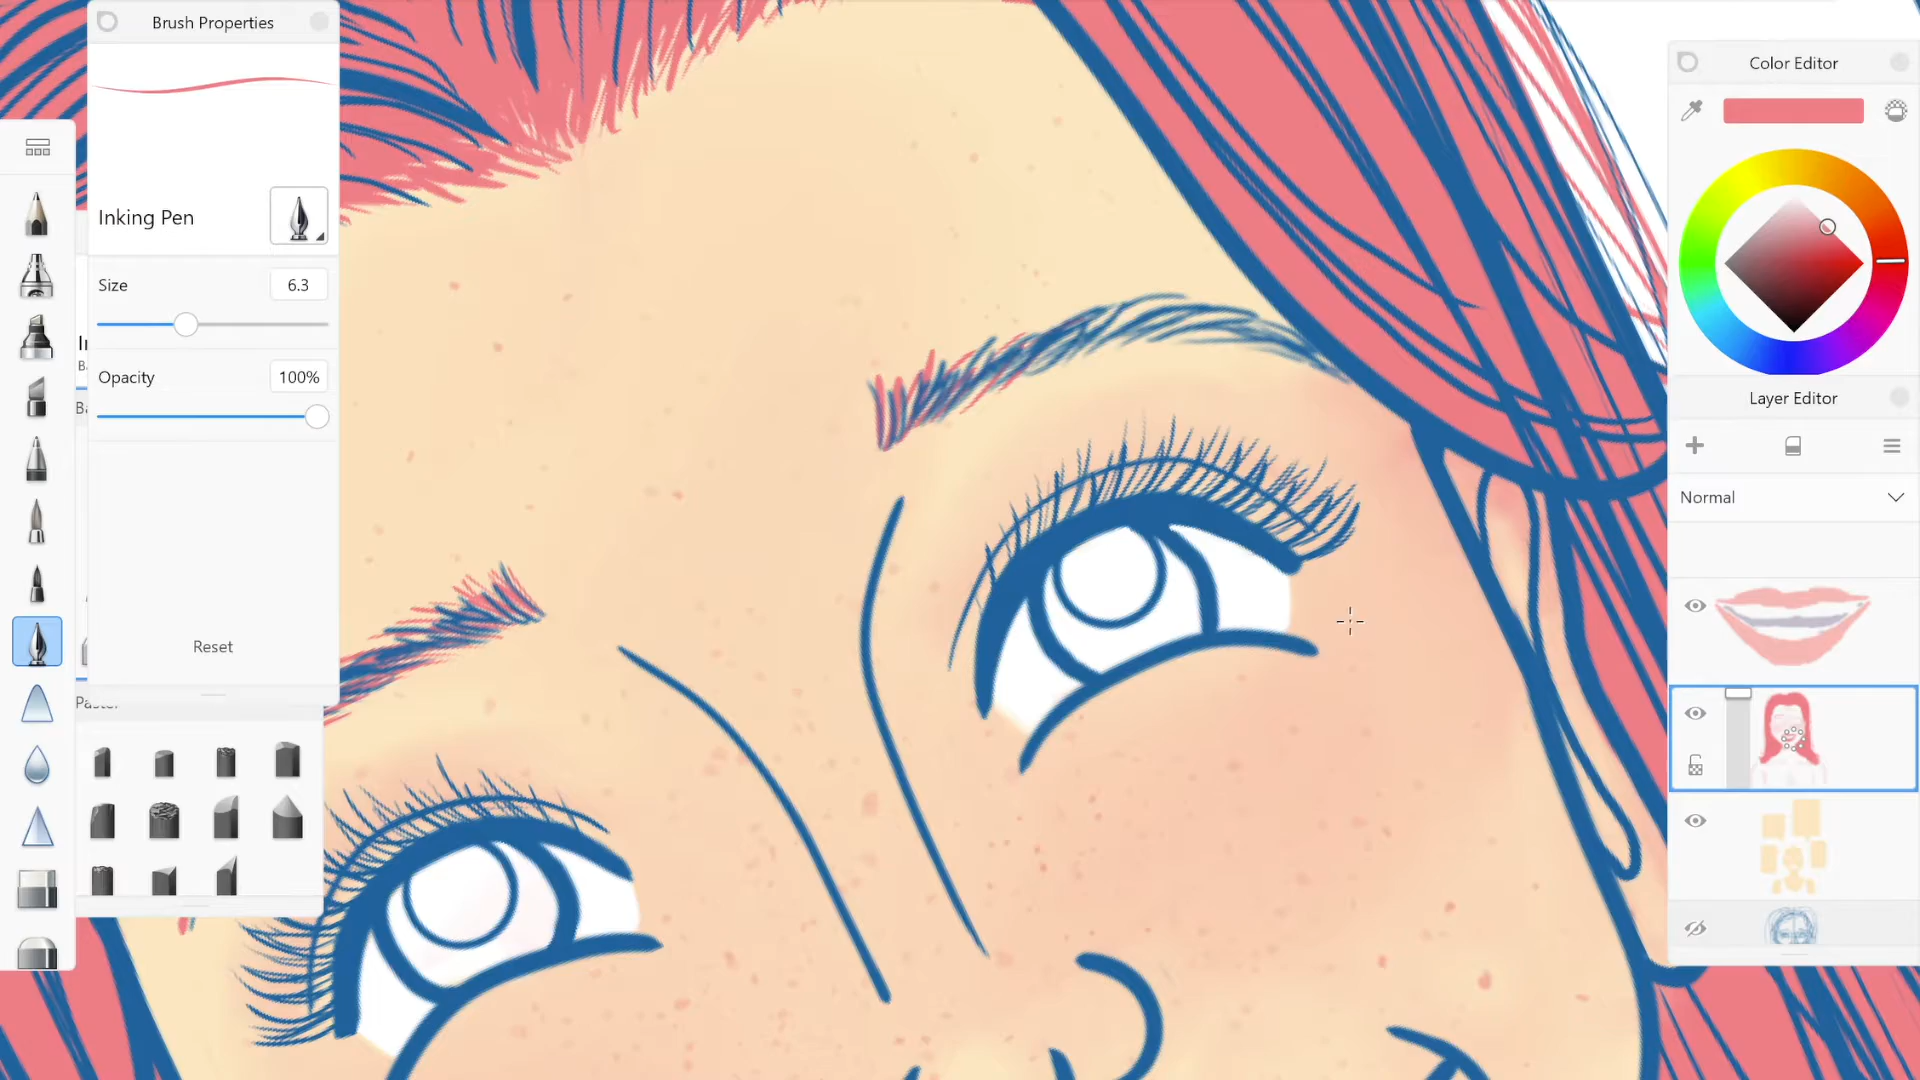 Brush Properties
Inking Pen
Size
6.3
Opacity
100%
Reset
Color Editor
Layer Editor
Normal